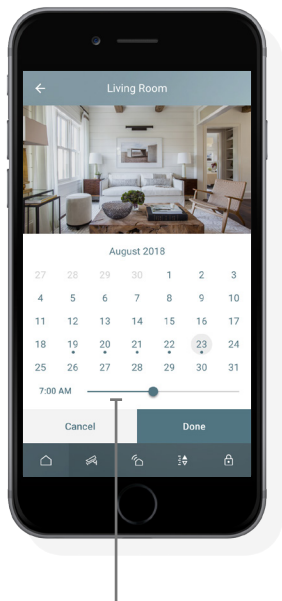 Living Room
August 2018
27 28 29 30 1 2 3
4 5 6 7 8 9 10
11 12 13 14 15 16 17
18 19 20 21 22 23 24
25 26 27 28 29 30 31
7:00 AM
Cancel Done